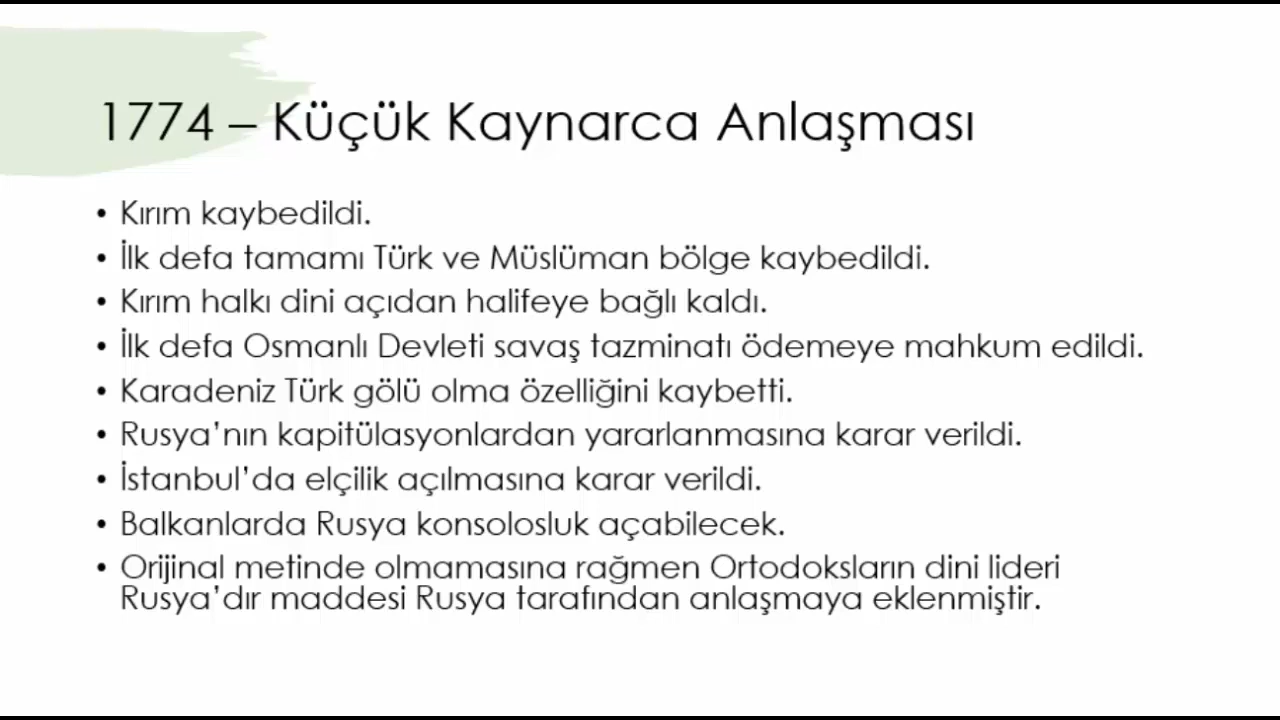 1774 – Küçük Kaynarca Anlaşması
• Kırım kaybedildi.
• İlk defa tamamı Türk ve Müslüman bölge kaybedildi.
• Kırım halkı dini açıdan halifeye bağlı kaldı.
• İlk defa Osmanlı Devleti savaş tazminatı ödemeye mahkum edildi.
• Karadeniz Türk gölü olma özelliğini kaybetti.
• Rusya’nın kapitülasyonlardan yararlanmasına karar verildi.
• İstanbul’da elçilik açılmasına karar verildi.
• Balkanlarda Rusya konsolosluk açabilecek.
• Orijinal metinde olmamasına rağmen Ortodoksların dini lideri
Rusya’dır maddesi Rusya tarafından anlaşmaya eklenmiştir.